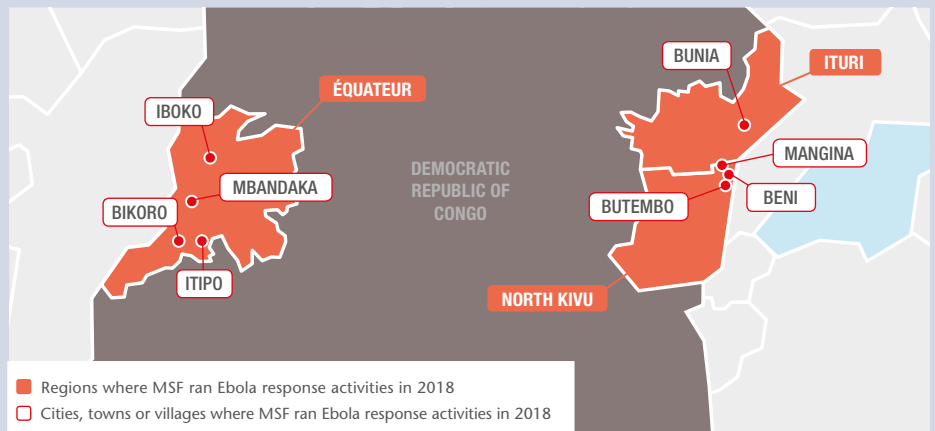 BUNIA
ITURI
ÉQUATEUR
IBOKO
MANGINA
DEMOCRATIC
REPUBLIC OF
CONGO
MBANDAKA
BENI
BUTEMBO
BIKORO
ITIPO
NORTH KIVU
Regions where MSF ran Ebola response activities in 2018
Cities, towns or villages where MSF ran Ebola response activities in 2018